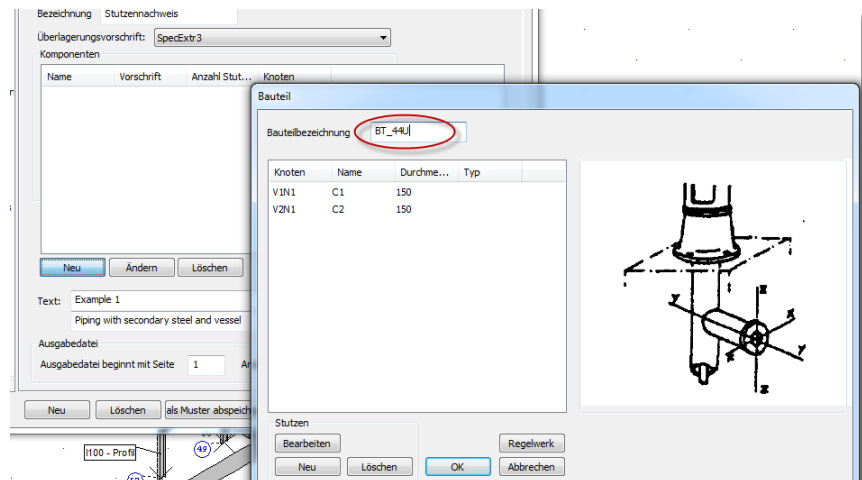 Bezeichnung Stutzennachweis
Überlagerungsvorschrift: SpecExtr3
Komponenten
Name Vorschrift Anzahl Stut... Knoten
Neu Ändern Löschen
Text: Example 1
Piping with secondary steel and vessel
Ausgabedatei
Ausgabedatei beginnt mit Seite 1
Neu Löschen als Muster abspeich
I100 - Profil
49
Bauteil
Bauteilbezeichnung BT_44U
Knoten Name Durchme... Typ
V1N1 C1 150
V2N1 C2 150
Y Z X
X Y
Z
Stutzen
Bearbeiten Regelwerk
Neu Löschen OK Abbrechen